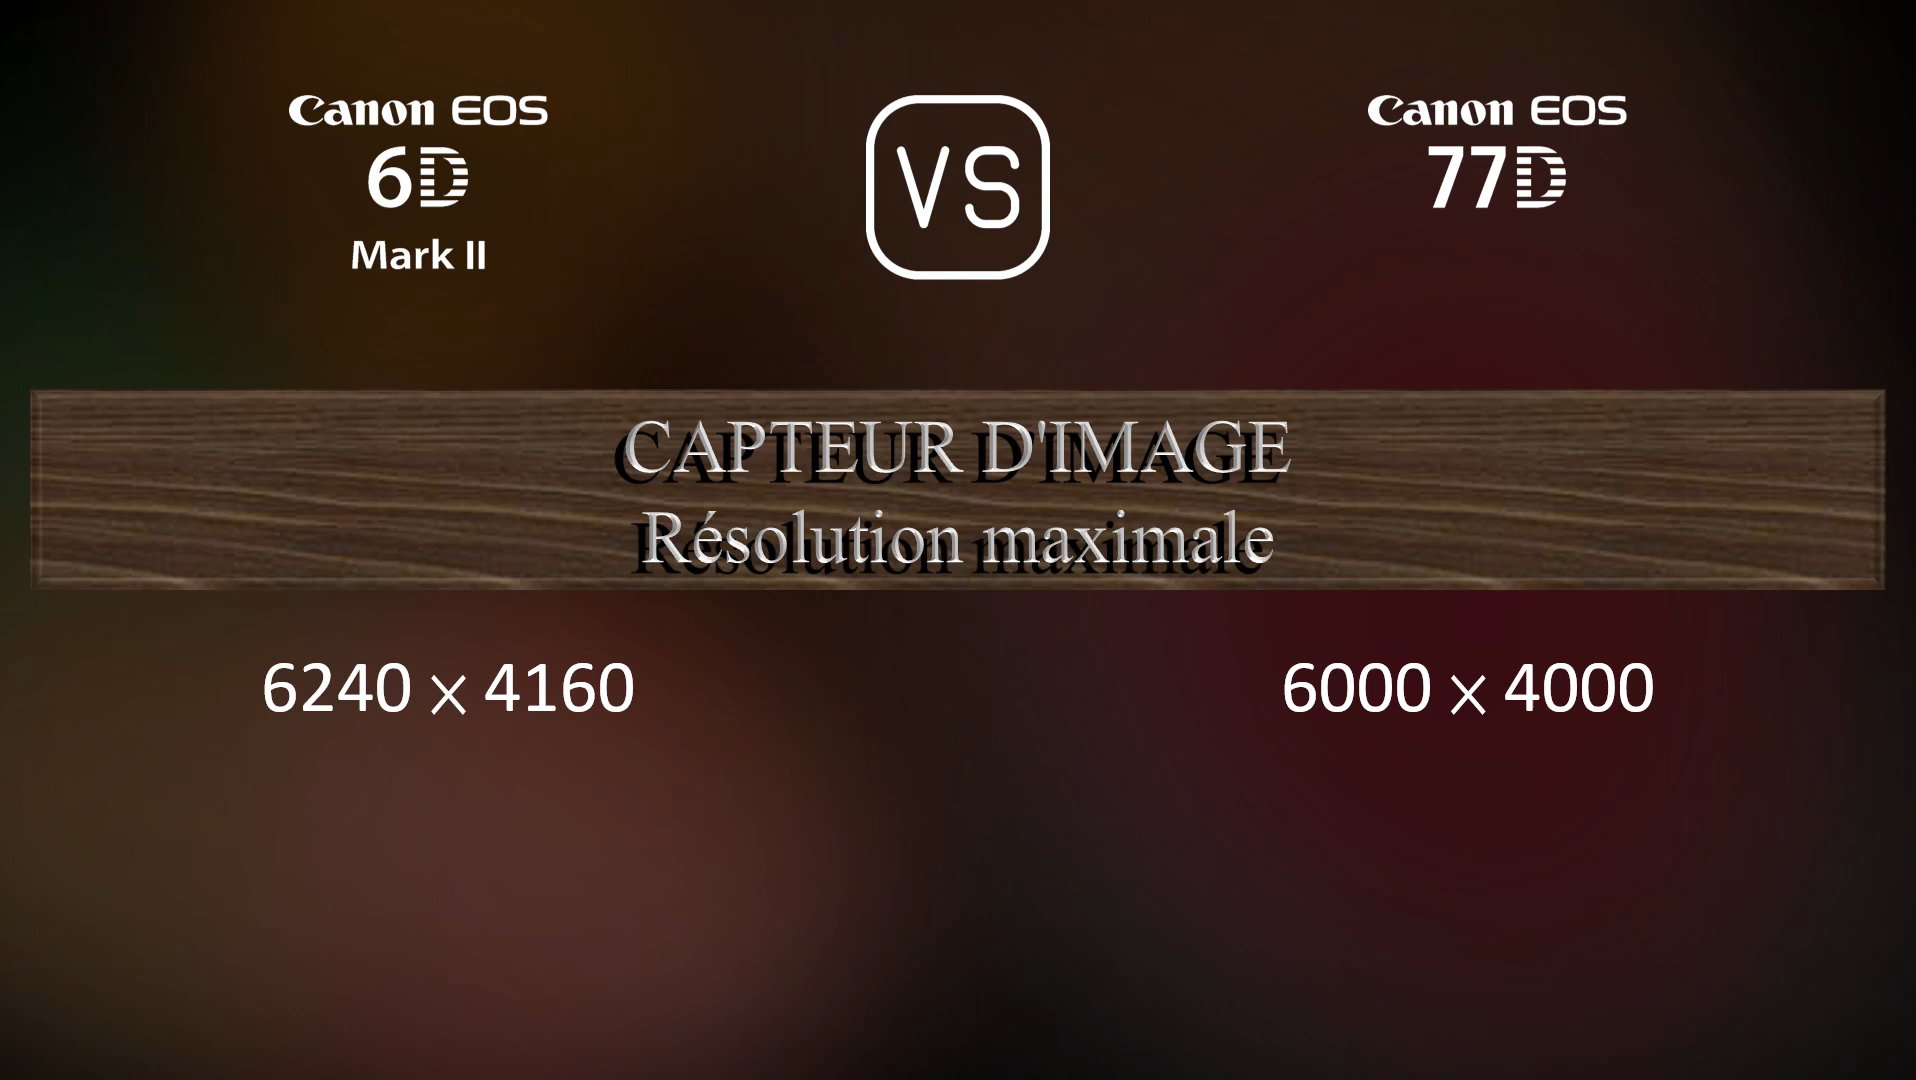 Canon EOS
6D
Mark II
VS
Canon EOS
77D
CAPTEUR D'IMAGE
Résolution maximale
6240 x 4160
6000 x 4000